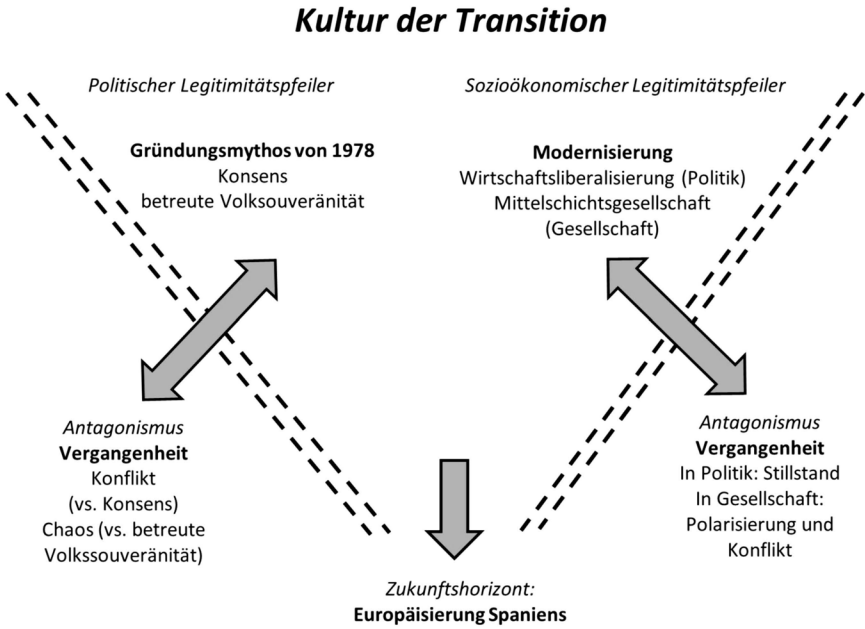 Kultur der Transition
Politischer Legitimitätspfeiler
Sozioökonomischer Legitimitätspfeiler
Gründungsmythos von 1978
Konsens
betreute Volksouveränität
Modernisierung
Wirtschaftsliberalisierung (Politik)
Mittelschichtsgesellschaft
(Gesellschaft)
Antagonismus
Vergangenheit
Konflikt
(vs. Konsens)
Chaos (vs. betreute
Volkssouveränität)
Antagonismus
Vergangenheit
In Politik: Stillstand
In Gesellschaft:
Polarisierung und
Konflikt
Zukunftshorizont:
Europäisierung Spaniens